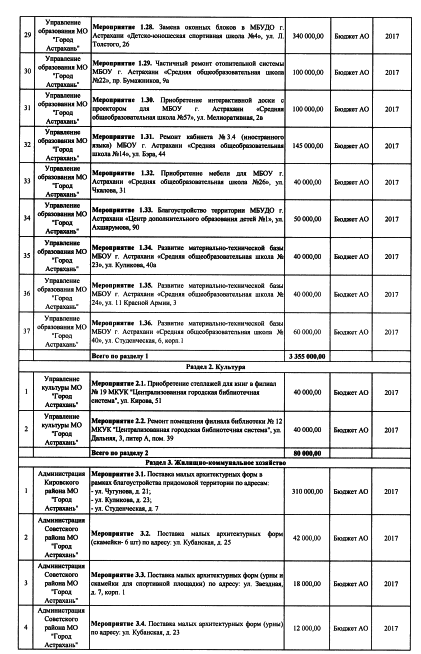 29 Управление образования МО "Город Астрахань" Мероприятие 1.28. Замена оконных блоков в МБУДО г. Астрахани «Детско-юношеская спортивная школа №4», ул. Л. Толстого, 26 340 000,00 Бюджет АО 2017
30 Управление образования МО "Город Астрахань" Мероприятие 1.29. Частичный ремонт отопительной системы МБОУ г. Астрахани «Средняя общеобразовательная школа №22», пр. Бумажников, 9а 100 000,00 Бюджет АО 2017
31 Управление образования МО "Город Астрахань" Мероприятие 1.30. Приобретение интерактивной доски с проектором для МБОУ г. Астрахани «Средняя общеобразовательная школа №57», ул. Мелиоративная, 2а 100 000,00 Бюджет АО 2017
32 Управление образования МО "Город Астрахань" Мероприятие 1.31. Ремонт кабинета №3.4 (иностранного языка) МБОУ г. Астрахани «Средняя общеобразовательная школа №14», ул. Бэра, 44 145 000,00 Бюджет АО 2017
33 Управление образования МО "Город Астрахань" Мероприятие 1.32. Приобретение мебели для МБОУ г. Астрахани «Средняя общеобразовательная школа №26», ул. Чкалова, 31 40 000,00 Бюджет АО 2017
34 Управление образования МО "Город Астрахань" Мероприятие 1.33. Благоустройство территории МБУДО г. Астрахани «Центр дополнительного образования детей №1», ул. Ахшарумова, 90 50 000,00 Бюджет АО 2017
35 Управление образования МО "Город Астрахань" Мероприятие 1.34. Развитие материально-технической базы МБОУ г. Астрахани «Средняя общеобразовательная школа № 23», ул. Куликова, 40а 40 000,00 Бюджет АО 2017
36 Управление образования МО "Город Астрахань" Мероприятие 1.35. Развитие материально-технической базы МБОУ г. Астрахани «Средняя общеобразовательная школа № 24», ул. 11 Красной Армии, 3 40 000,00 Бюджет АО 2017
37 Управление образования МО "Город Астрахань" Мероприятие 1.36. Развитие материально-технической базы МБОУ г. Астрахани «Средняя общеобразовательная школа № 40», ул. Студенческая, 6, корп.1 60 000,00 Бюджет АО 2017
Всего по разделу 1 3 355 000,00
Раздел 2. Культура
1 Управление культуры МО "Город Астрахань" Мероприятие 2.1. Приобретение стеллажей для книг в филиал № 19 МКУК "Централизованная городская библиотечная система", ул. Кирова, 51 40 000,00 Бюджет АО 2017
2 Управление культуры МО "Город Астрахань" Мероприятие 2.2. Ремонт помещения филиала библиотеки № 12 МКУК "Централизованная городская библиотечная система", ул. Дальняя, 3, литер А, пом. 39 40 000,00 Бюджет АО 2017
Всего по разделу 2 80 000,00
Раздел 3. Жилищно-коммунальное хозяйство
1 Администрация Кировского района МО "Город Астрахань" Мероприятие 3.1. Поставка малых архитектурных форм в рамках благоустройства придомовой территории по адресам:
- ул. Чугунова, д. 21;
- ул. Куликова, д. 23;
- ул. Студенческая, д. 7 310 000,00 Бюджет АО 2017
2 Администрация Советского района МО "Город Астрахань" Мероприятие 3.2. Поставка малых архитектурных форм (скамейки- 6 шт) по адресу: ул. Кубанская, д. 25 42 000,00 Бюджет АО 2017
3 Администрация Советского района МО "Город Астрахань" Мероприятие 3.3. Поставка малых архитектурных форм (урны и скамейки для спортивной площадки) по адресу: ул. Звездная, д. 7, корп. 1 18 000,00 Бюджет АО 2017
4 Администрация Советского района МО "Город Астрахань" Мероприятие 3.4. Поставка малых архитектурных форм (урны) по адресу: ул. Кубанская, д. 23 12 000,00 Бюджет АО 2017